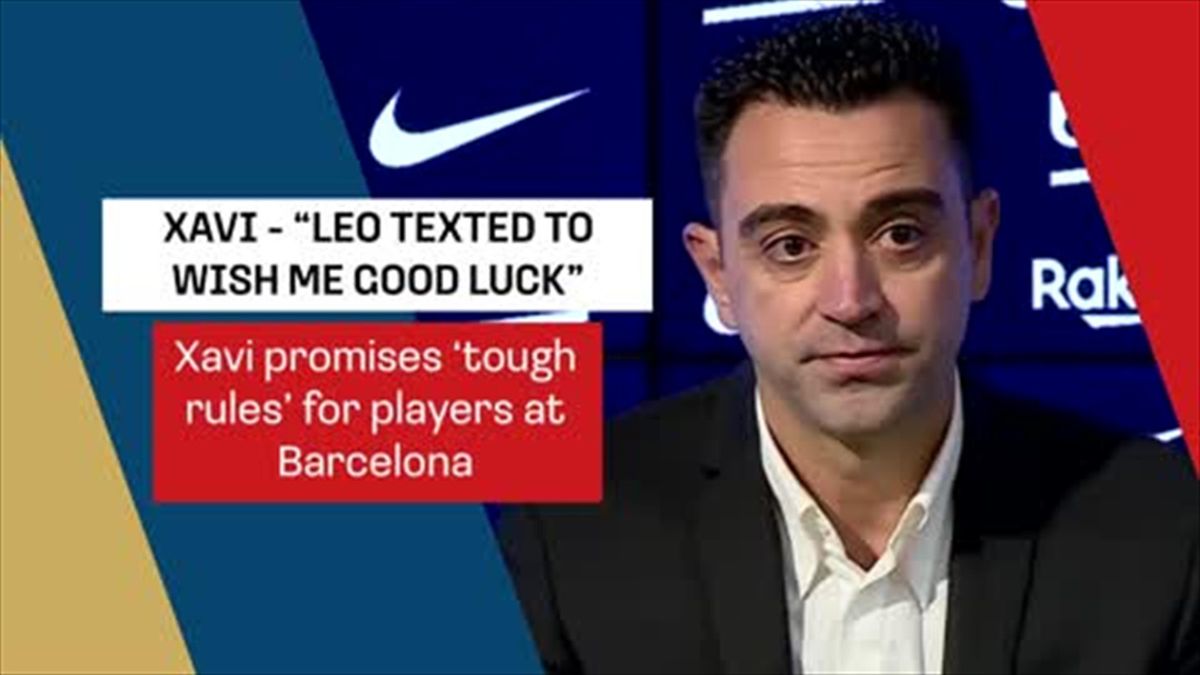 XAVI - “LEO TEXTED TO
WISH ME GOOD LUCK”
Xavi promises ‘tough
rules’ for players at
Barcelona
Rak